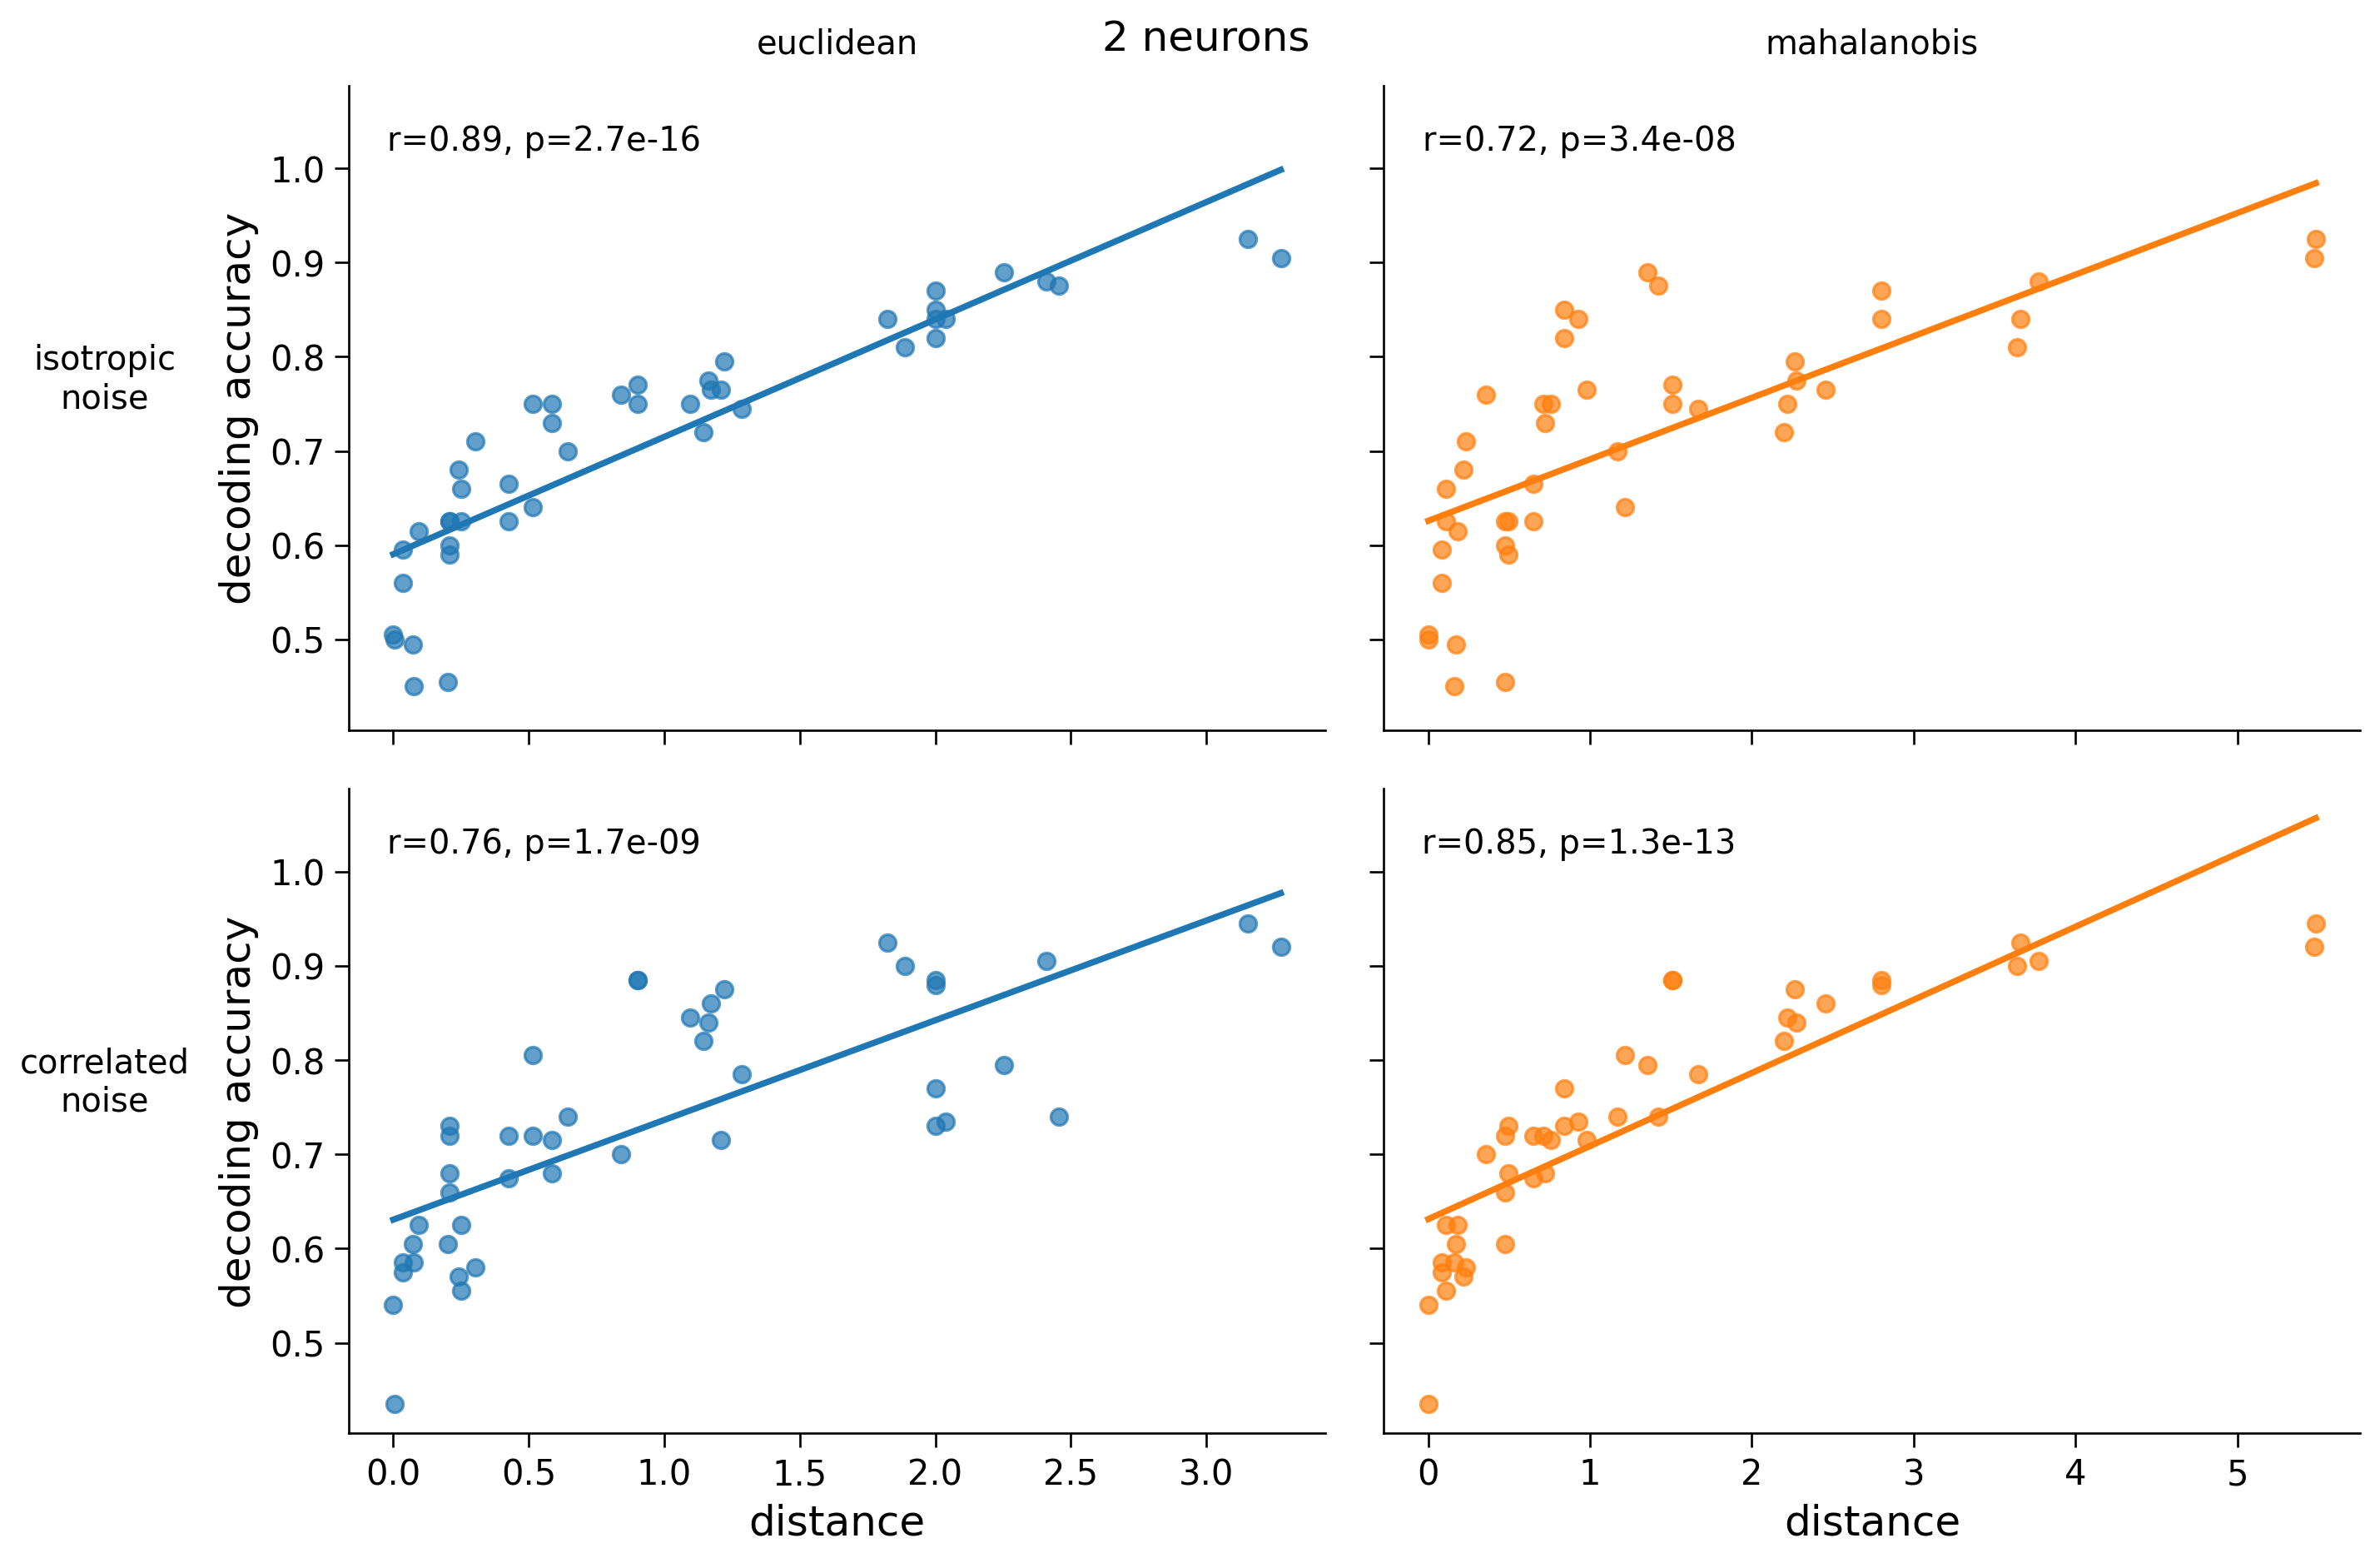 2 neurons
euclidean
mahalanobis
isotropic
noise
decoding accuracy
1.0
0.9
0.8
0.7
0.6
0.5
r=0.89, p=2.7e-16
r=0.72, p=3.4e-08
correlated
noise
decoding accuracy
1.0
0.9
0.8
0.7
0.6
0.5
r=0.76, p=1.7e-09
r=0.85, p=1.3e-13
0.0 0.5 1.0 1.5 2.0 2.5 3.0
distance
0 1 2 3 4 5
distance